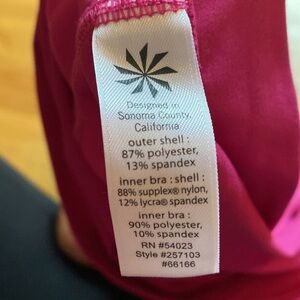 Designed in
Sonoma County,
California
outer shell :
87% polyester,
13% spandex
inner bra : shell :
88% supplex® nylon,
12% lycra® spandex
inner bra :
90% polyester,
10% spandex
RN #54023
Style #257103
#66166